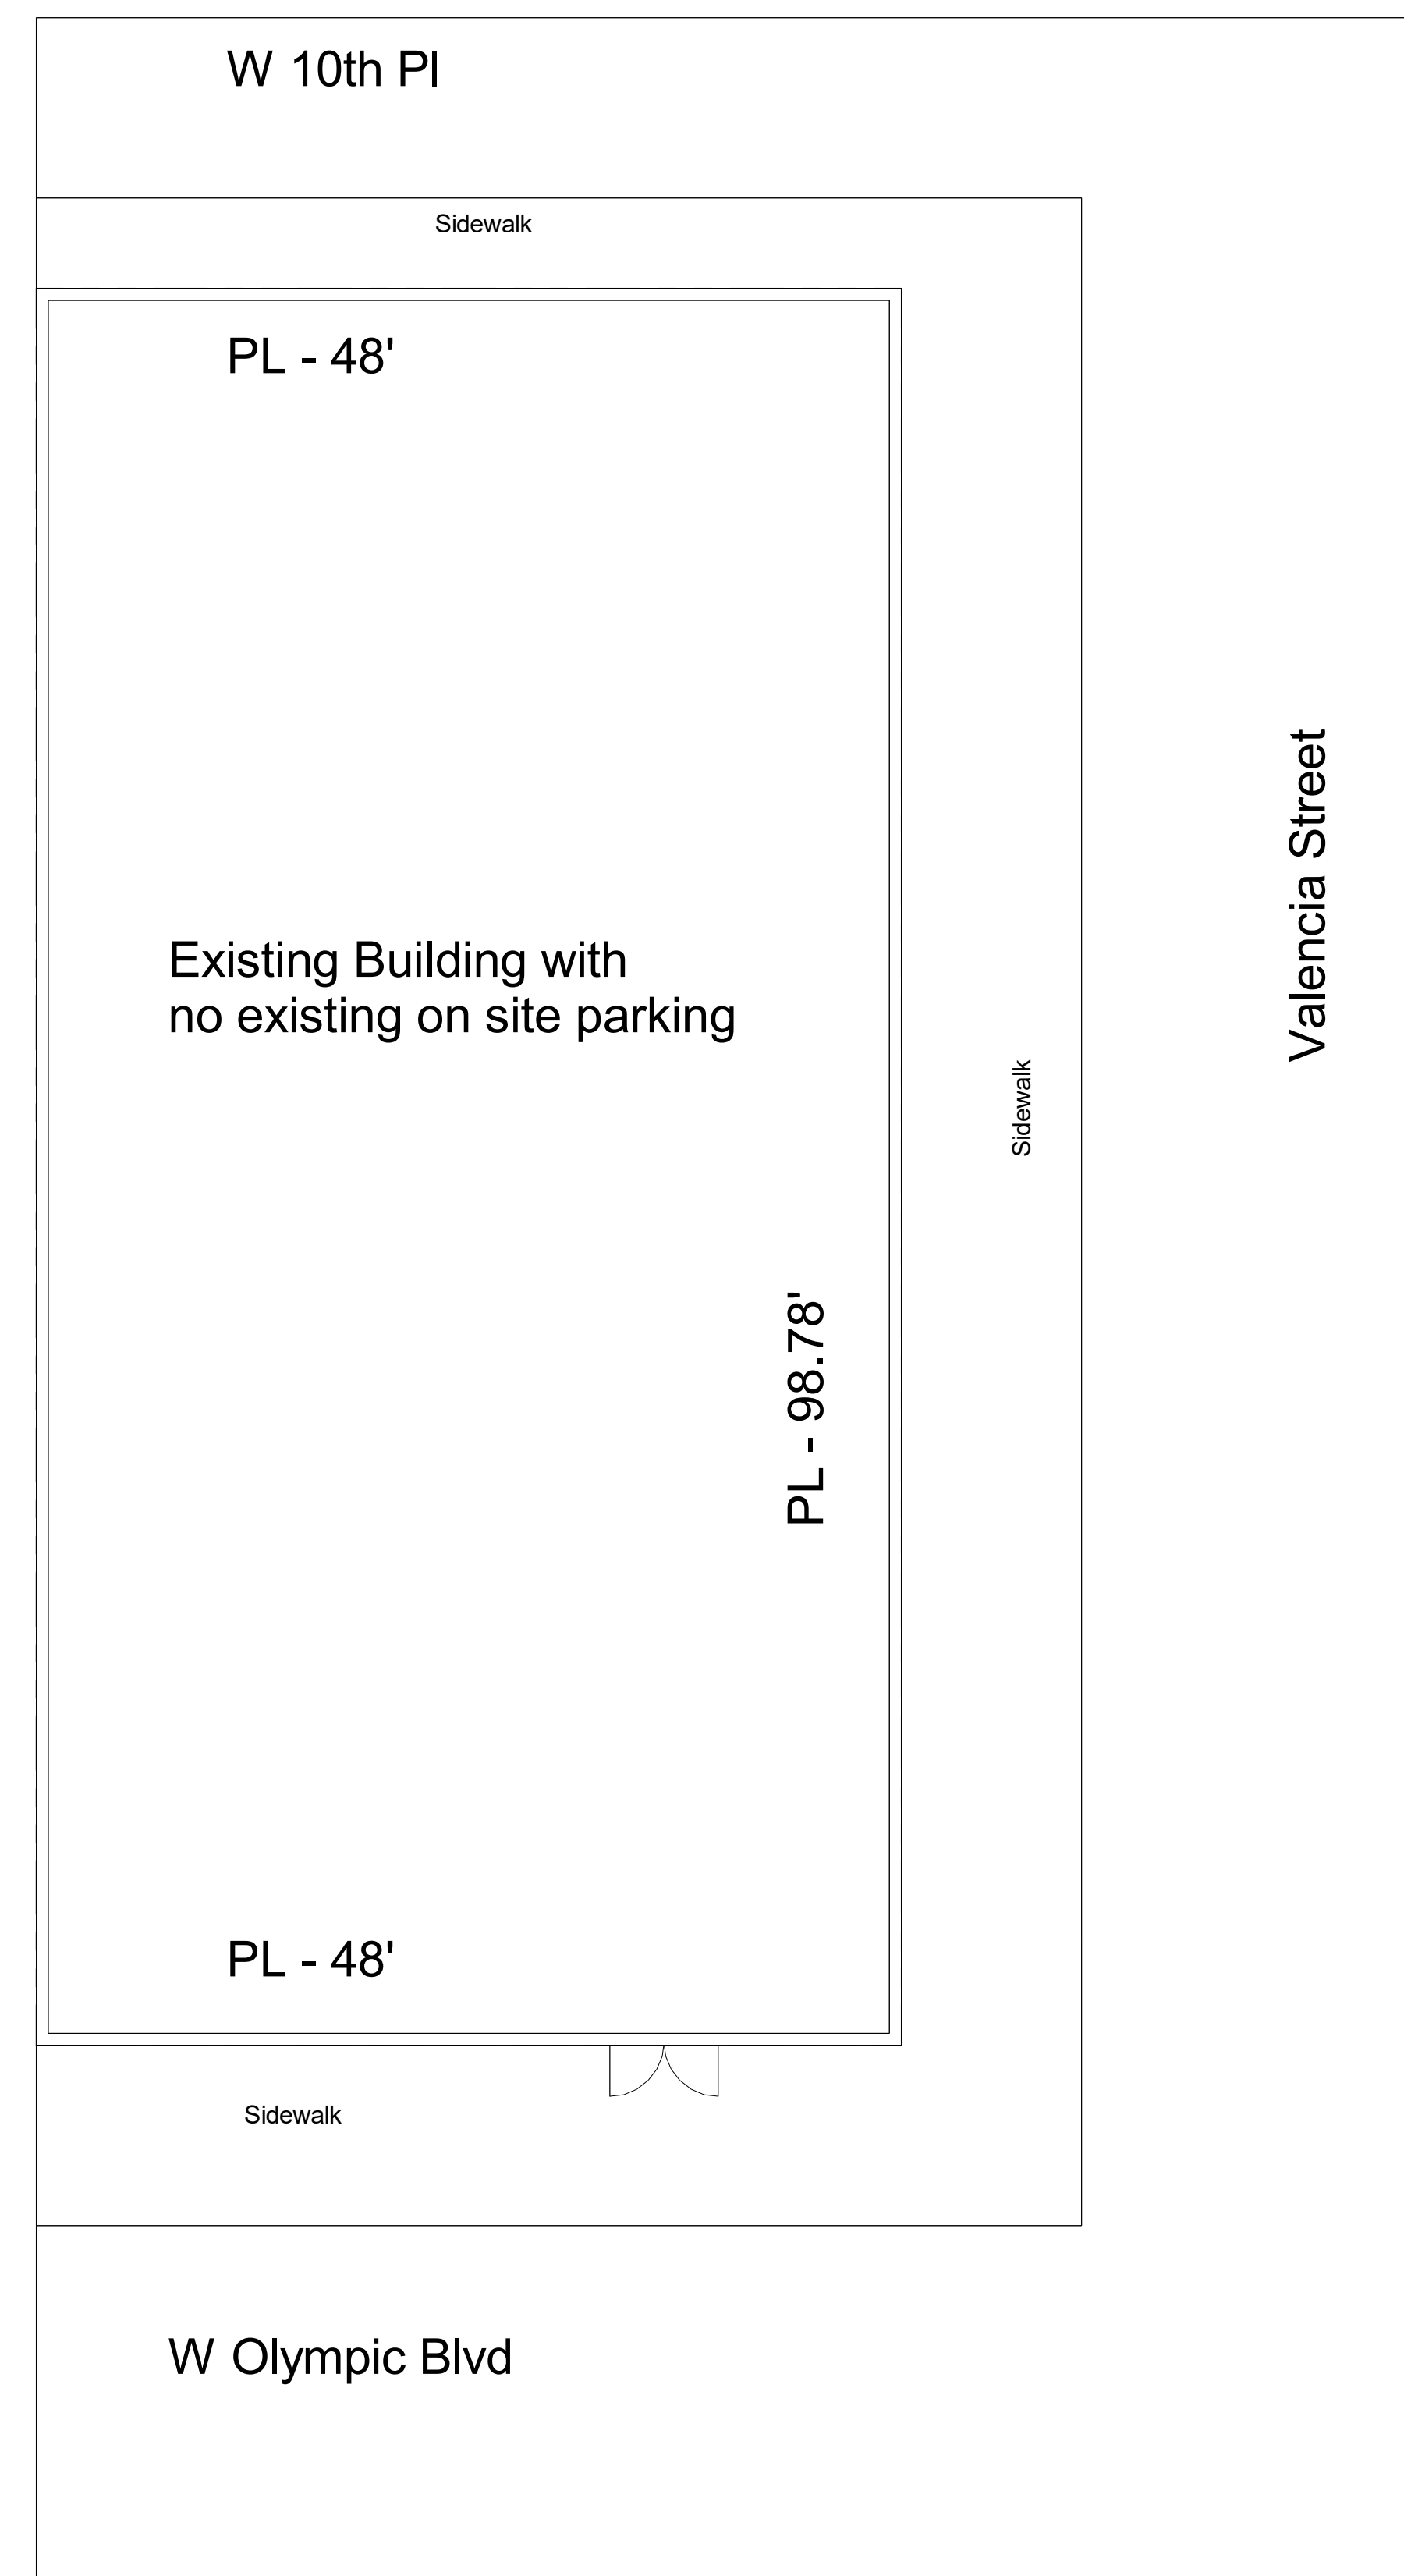 W 10th Pl
Sidewalk
PL - 48'
Valencia Street
Existing Building with
no existing on site parking
Sidewalk
PL - 98.78'
PL - 48'
Sidewalk
W Olympic Blvd